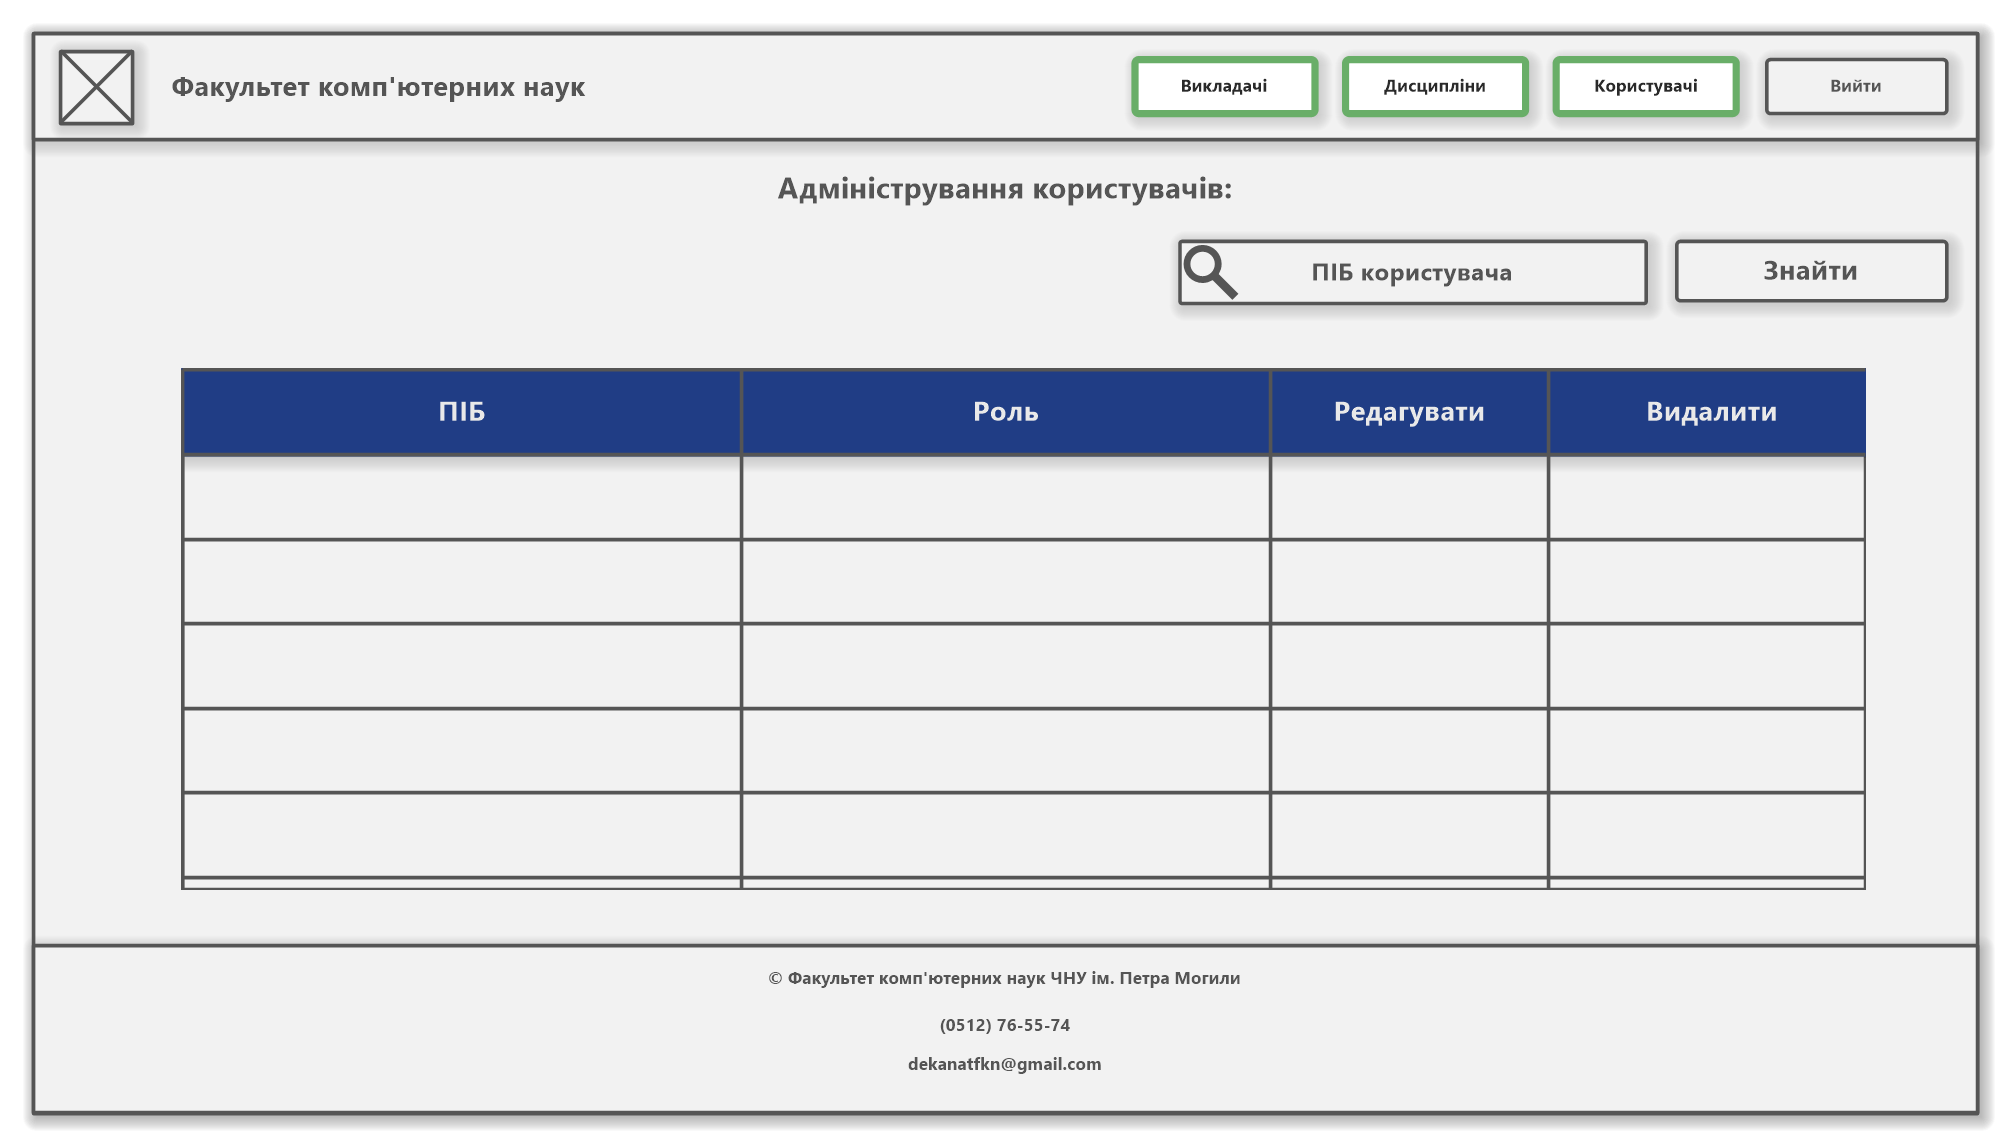 Факультет комп'ютерних наук
Викладачі
Дисципліни
Користувачі
Вийти
Адміністрування користувачів:
ПІБ користувача
Знайти
ПІБ
Роль
Редагувати
Видалити
© Факультет комп'ютерних наук ЧНУ ім. Петра Могили
(0512) 76-55-74
dekanatfkn@gmail.com